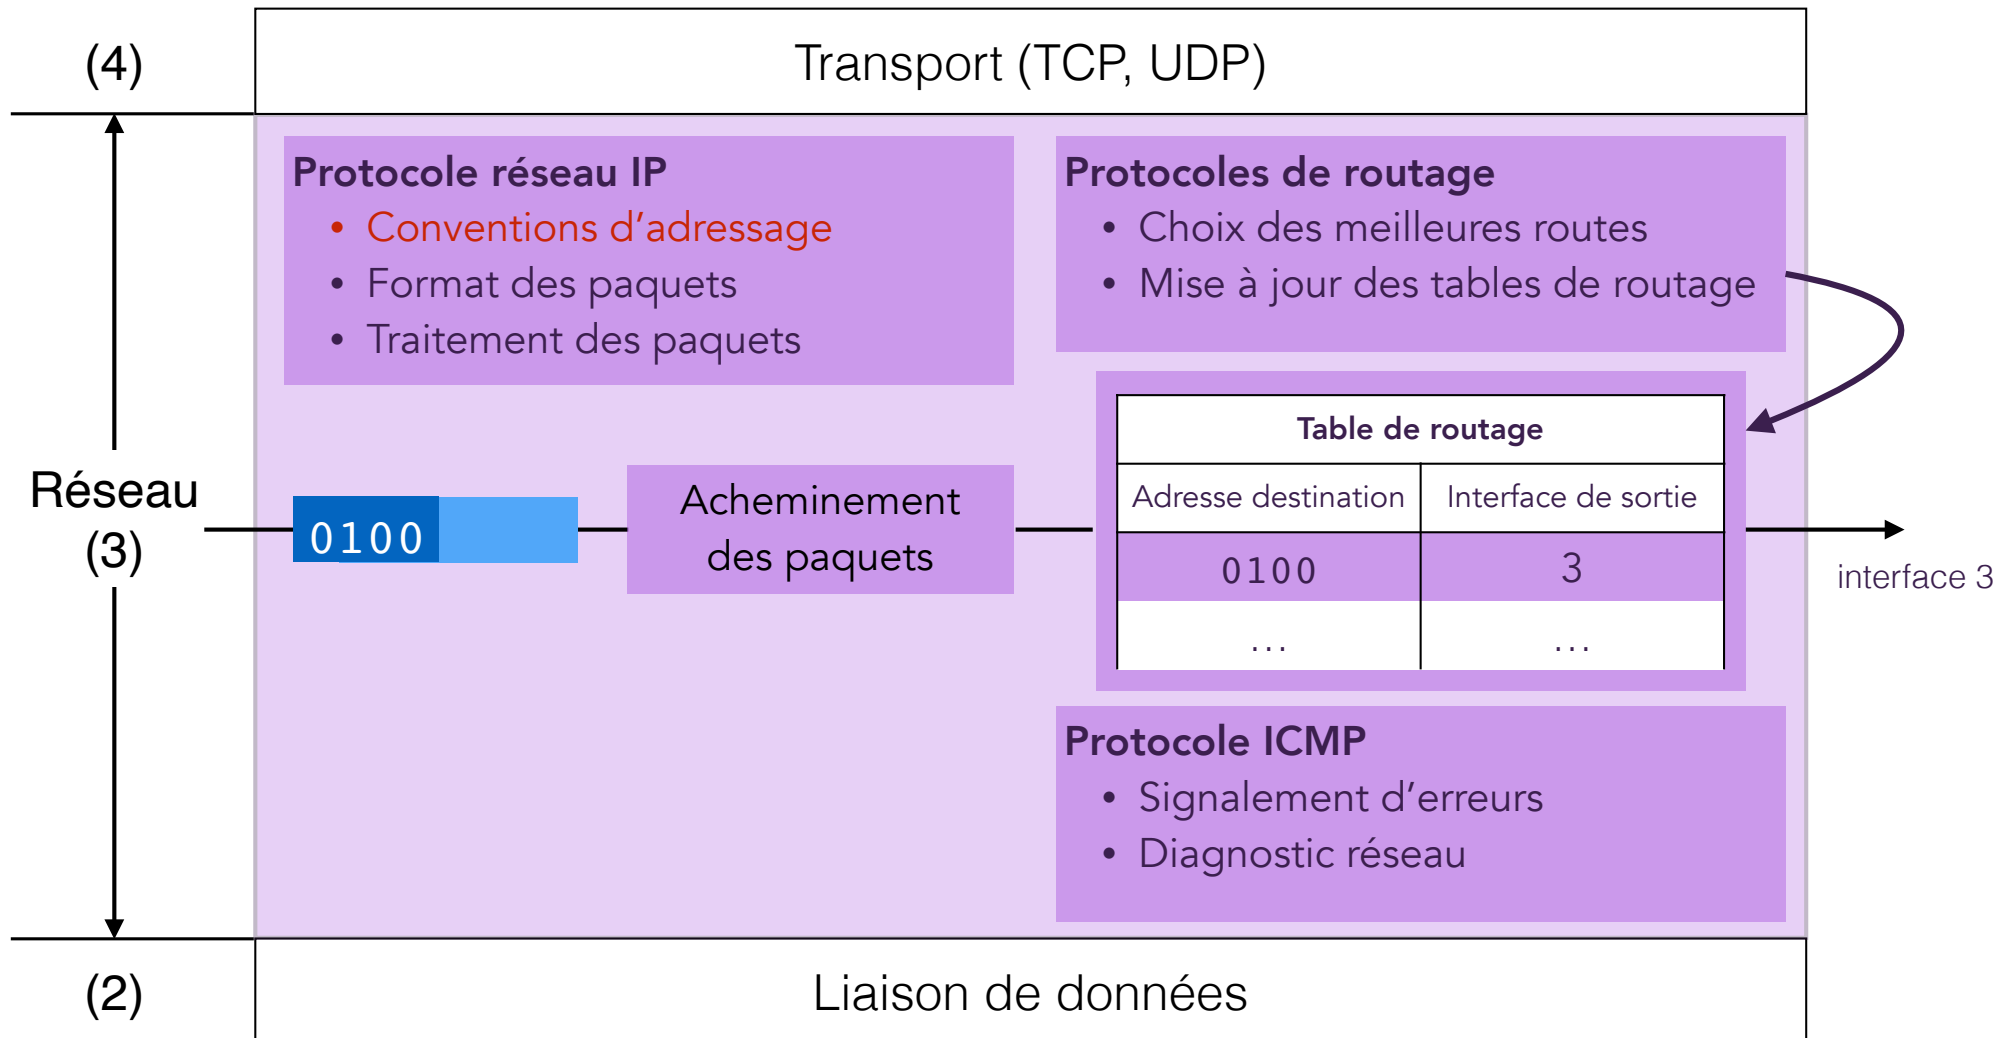 (4)
Transport (TCP, UDP)
Protocole réseau IP
• Conventions d’adressage
• Format des paquets
• Traitement des paquets
Protocoles de routage
• Choix des meilleures routes
• Mise à jour des tables de routage
Réseau
(3)
0100
Acheminement
des paquets
Table de routage
Adresse destination Interface de sortie
0100 3
... ...
interface 3
Protocole ICMP
• Signalement d’erreurs
• Diagnostic réseau
(2)
Liaison de données